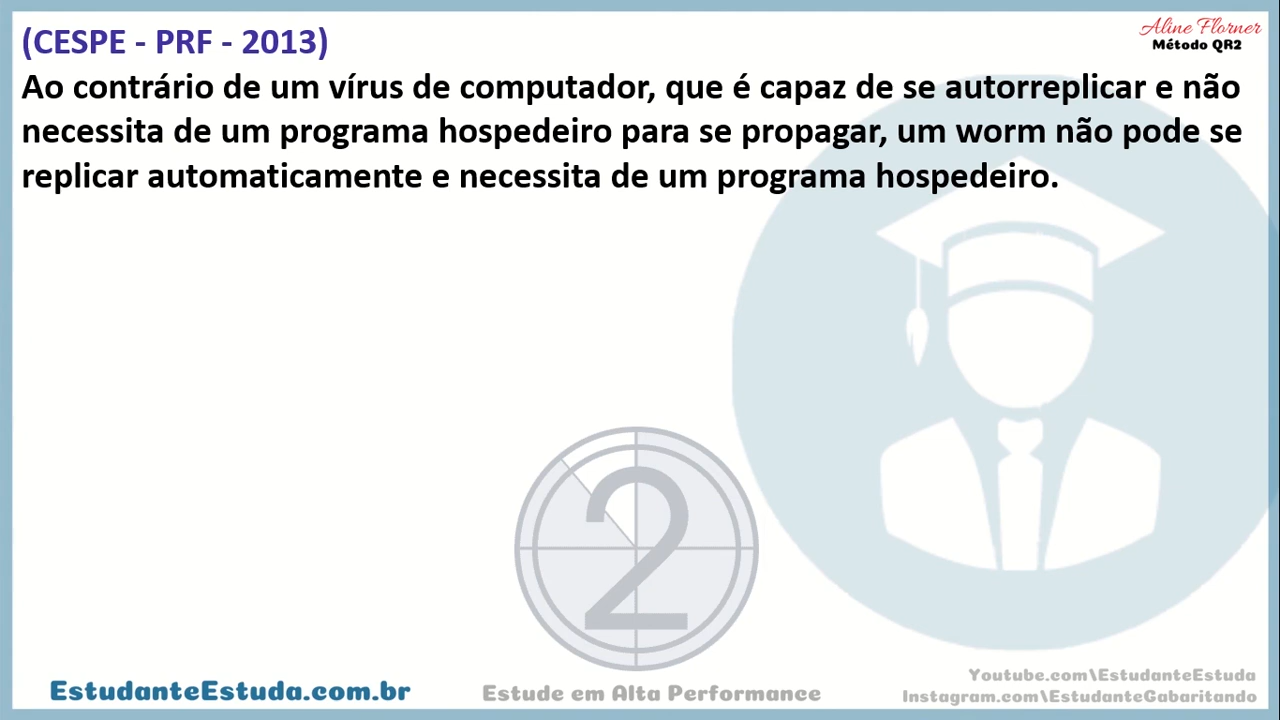 (CESPE - PRF - 2013)
Aline Florner
Método QR2
Ao contrário de um vírus de computador, que é capaz de se autorreplicar e não
necessita de um programa hospedeiro para se propagar, um worm não pode se
replicar automaticamente e necessita de um programa hospedeiro.
2
EstudanteEstuda.com.br
Estude em Alta Performance
Youtube.com/EstudanteEstuda
Instagram.com/EstudanteGabaritando